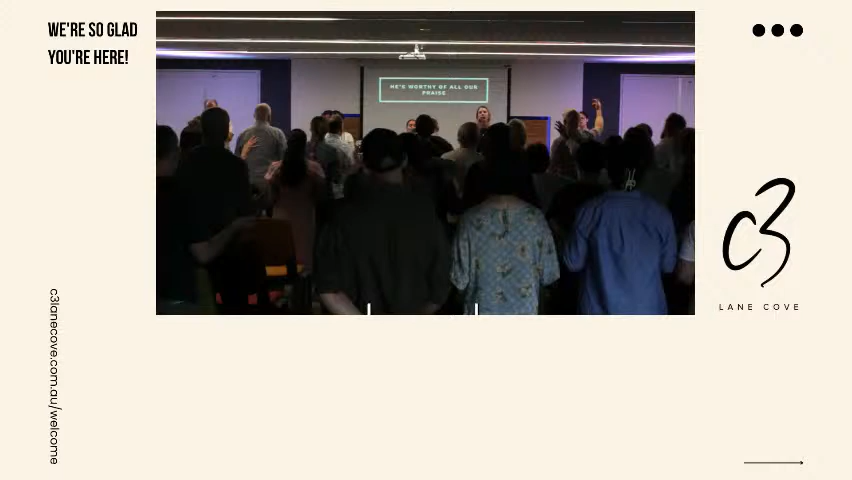 WE'RE SO GLAD
YOU'RE HERE!
HE'S WORTHY OF ALL OUR
PRAISE
c3
LANE COVE
c3lanecove.com.au/welcome